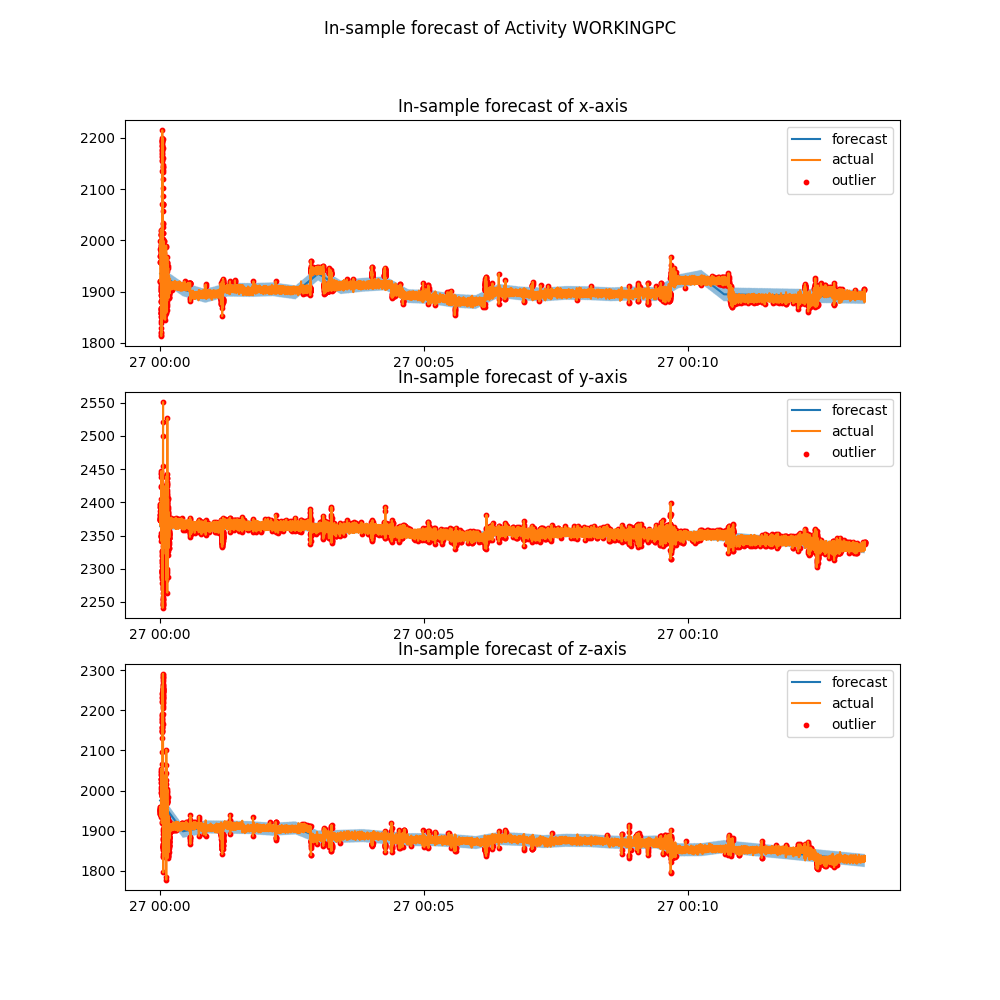 In-sample forecast of Activity WORKINGPC
In-sample forecast of x-axis
2200
2100
2000
1900
1800
forecast
actual
outlier
27 00:00
27 00:05
27 00:10
In-sample forecast of y-axis
2550
2500
2450
2400
2350
2300
2250
forecast
actual
outlier
27 00:00
27 00:05
27 00:10
In-sample forecast of z-axis
2300
2200
2100
2000
1900
1800
forecast
actual
outlier
27 00:00
27 00:05
27 00:10